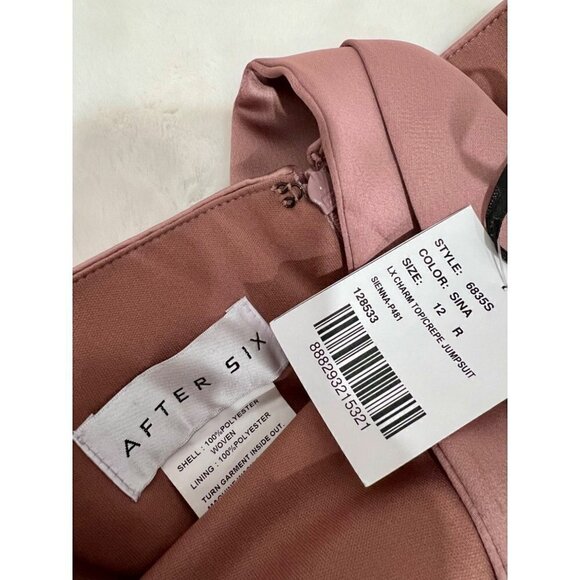 AFTER SIX
SHELL : 100%POLYESTER
WOVEN
LINING : 100%POLYESTER
TURN GARMENT INSIDE OUT.
STYLE: 6835S
COLOR: SINA
SIZE: 12 R
LX CHARM TOP/CREPE JUMPSUIT
SIENNA-P481
128533
888293215321